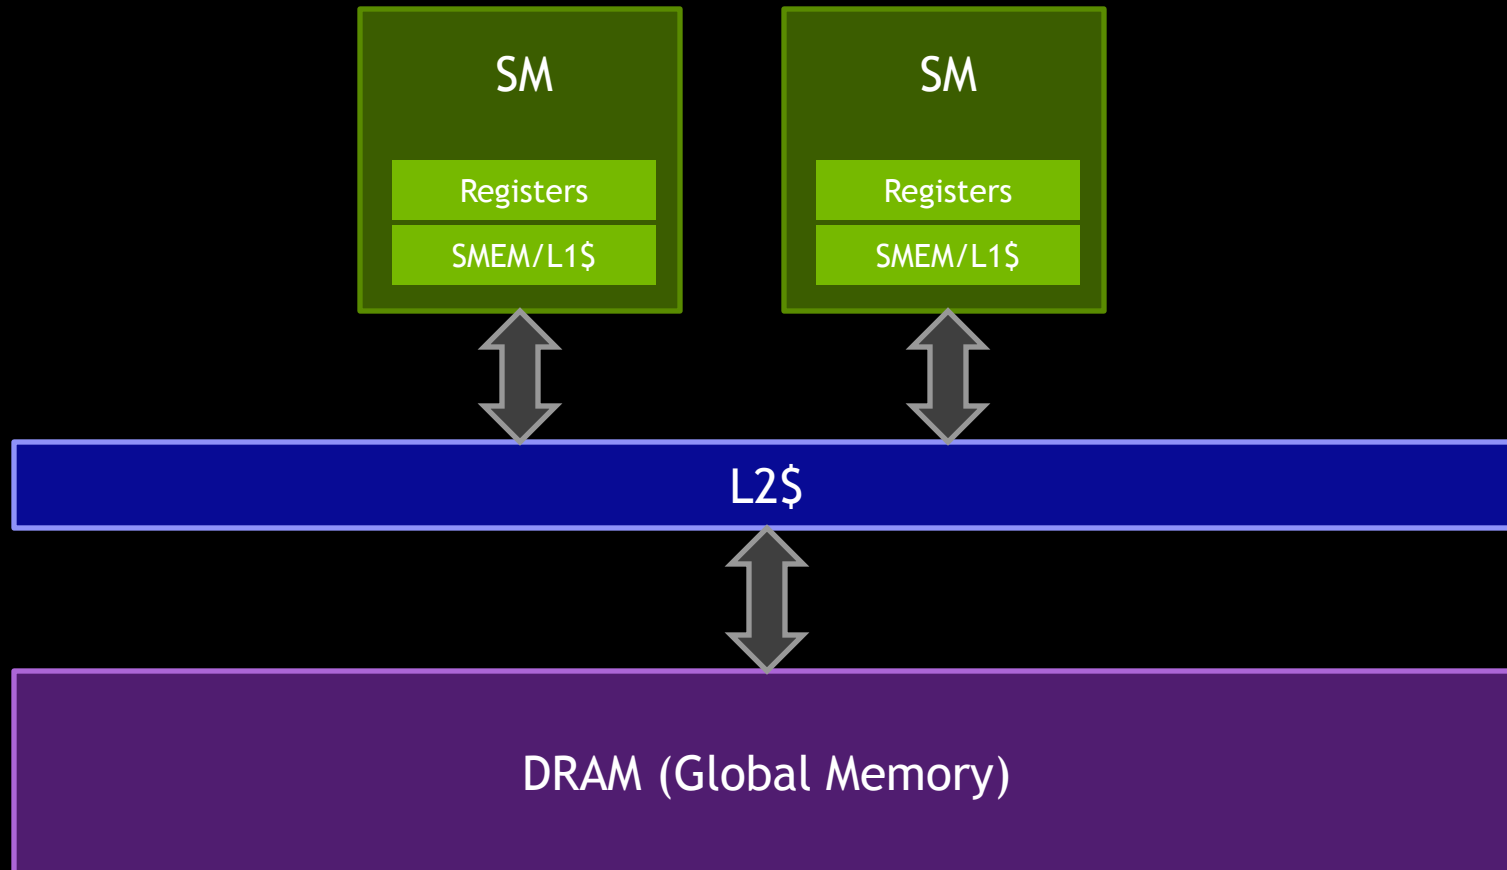 SM
Registers
SMEM/L1$
SM
Registers
SMEM/L1$
L2$
DRAM (Global Memory)